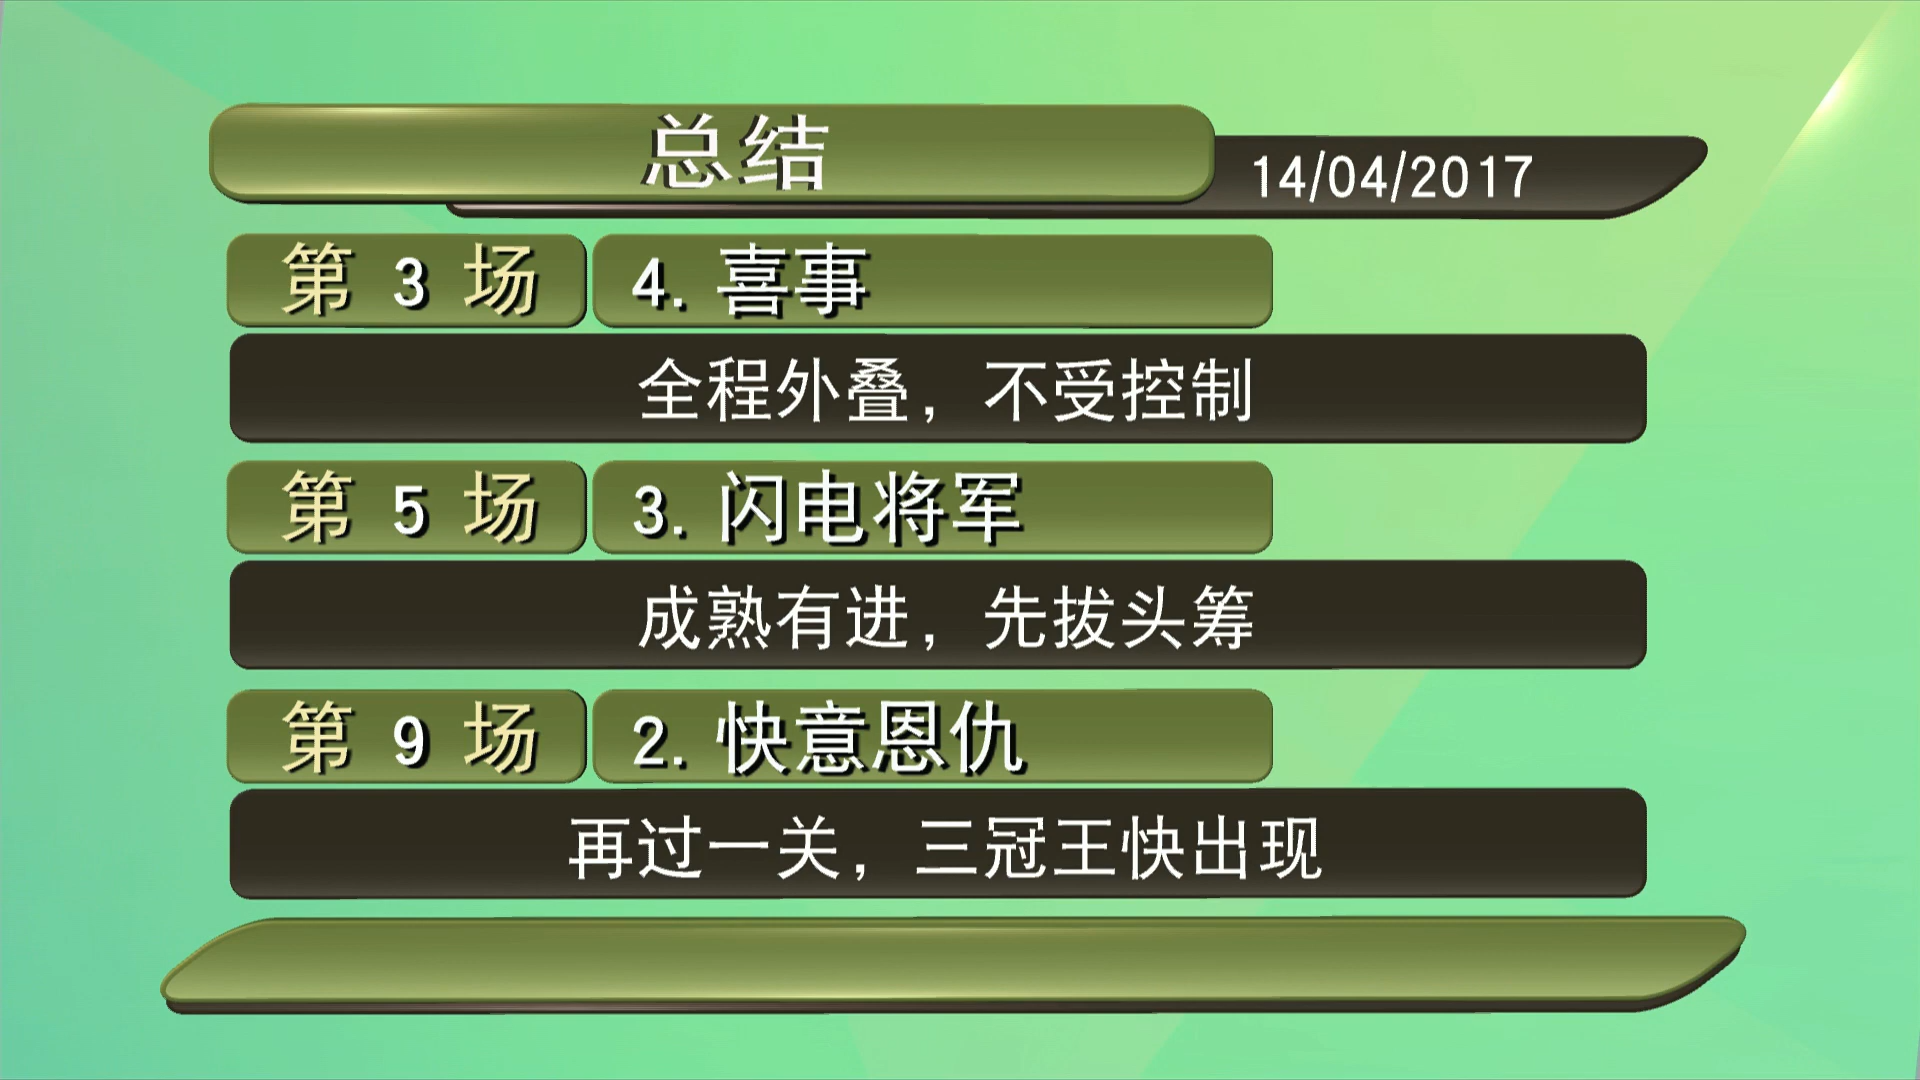 总结
14/04/2017
第 3 场 4. 喜事
全程外叠，不受控制
第 5 场 3. 闪电将军
成熟有进，先拔头筹
第 9 场 2. 快意恩仇
再过一关，三冠王快出现